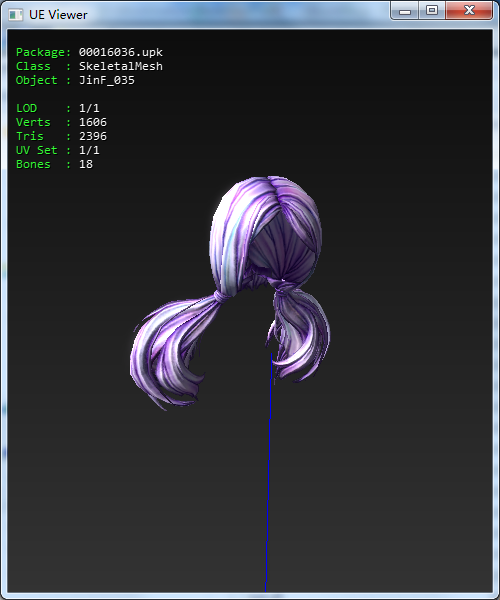 UE Viewer
Package: 00016036.upk
Class : SkeletalMesh
Object : JinF_035
LOD : 1/1
Verts : 1606
Tris : 2396
UV Set : 1/1
Bones : 18